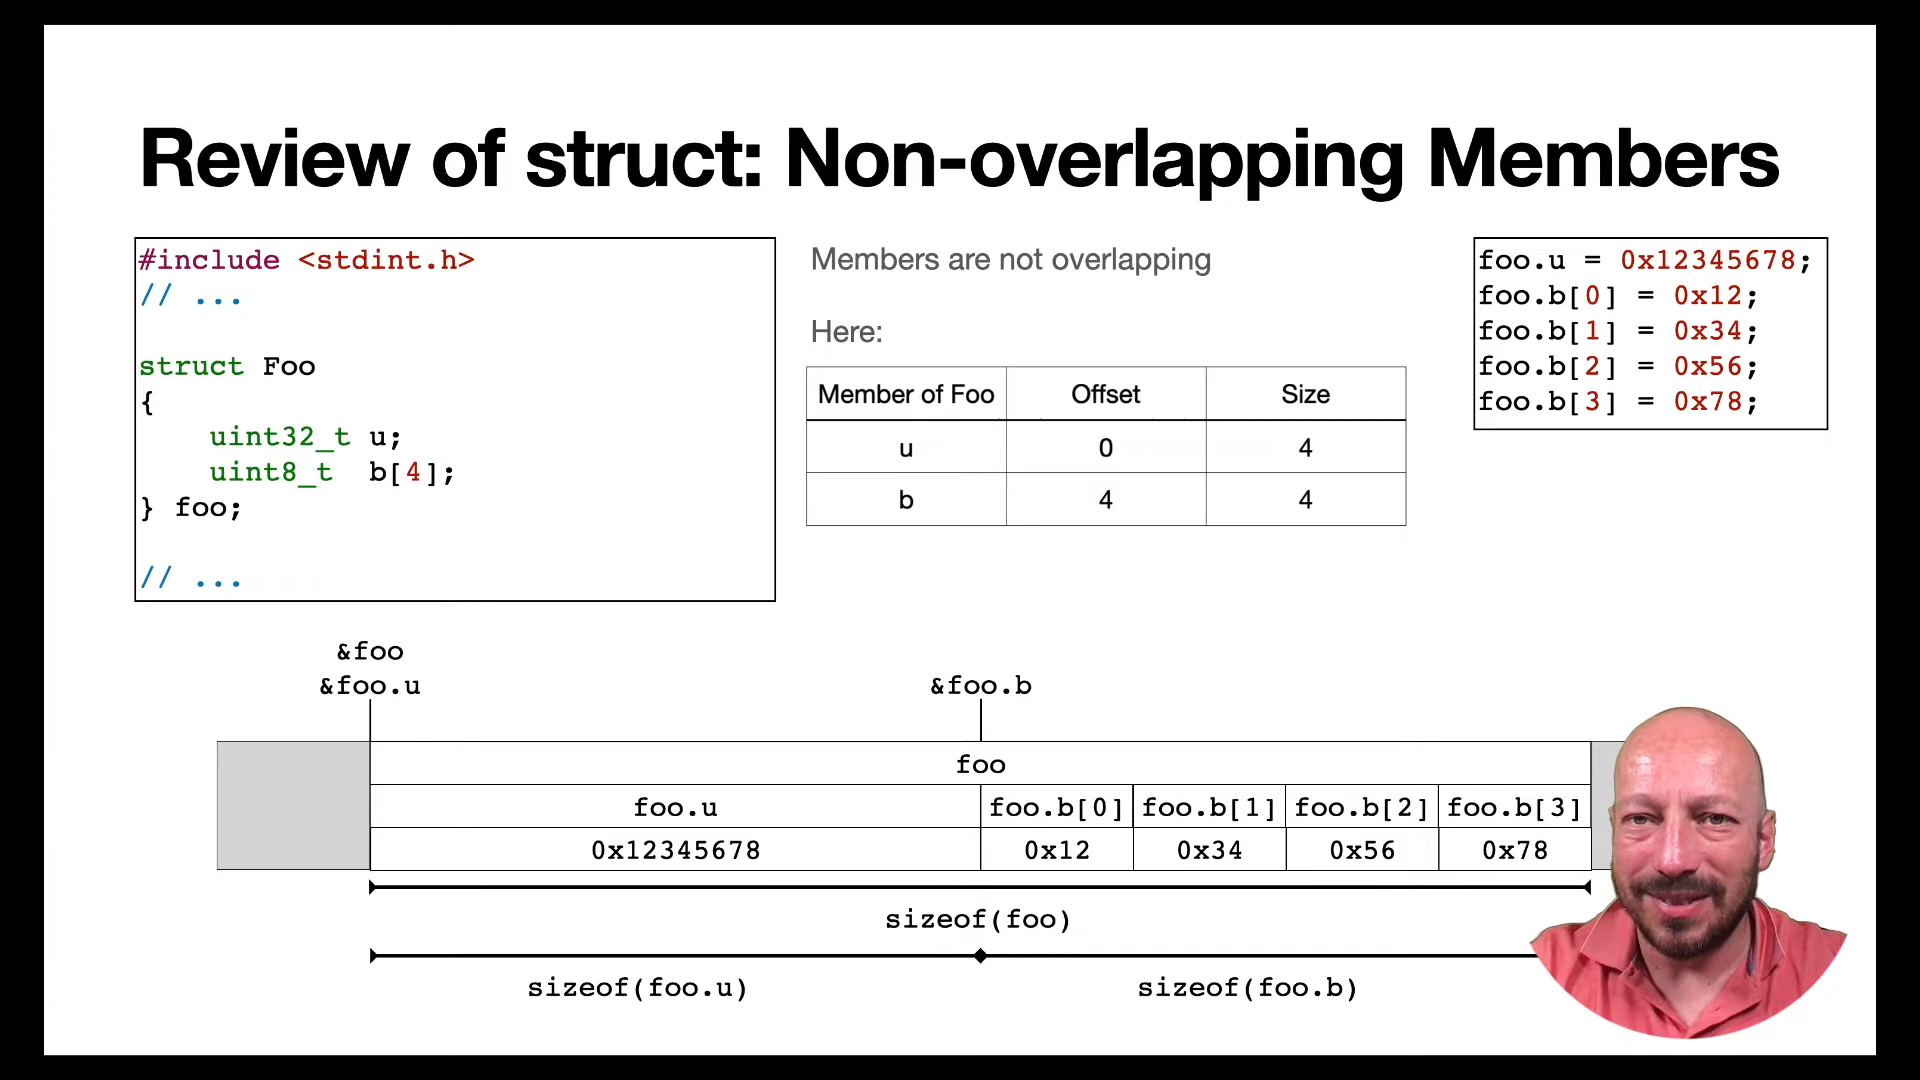 Review of struct: Non-overlapping Members
#include <stdint.h>
// ...
struct Foo
{
    uint32_t u;
    uint8_t  b[4];
} foo;
// ...
Members are not overlapping
Here:
Member of Foo Offset Size
u 0 4
b 4 4
foo.u = 0x12345678;
foo.b[0] = 0x12;
foo.b[1] = 0x34;
foo.b[2] = 0x56;
foo.b[3] = 0x78;
&foo
&foo.u &foo.b
foo
foo.u foo.b[0] foo.b[1] foo.b[2] foo.b[3]
0x12345678 0x12 0x34 0x56 0x78
sizeof(foo)
sizeof(foo.u) sizeof(foo.b)